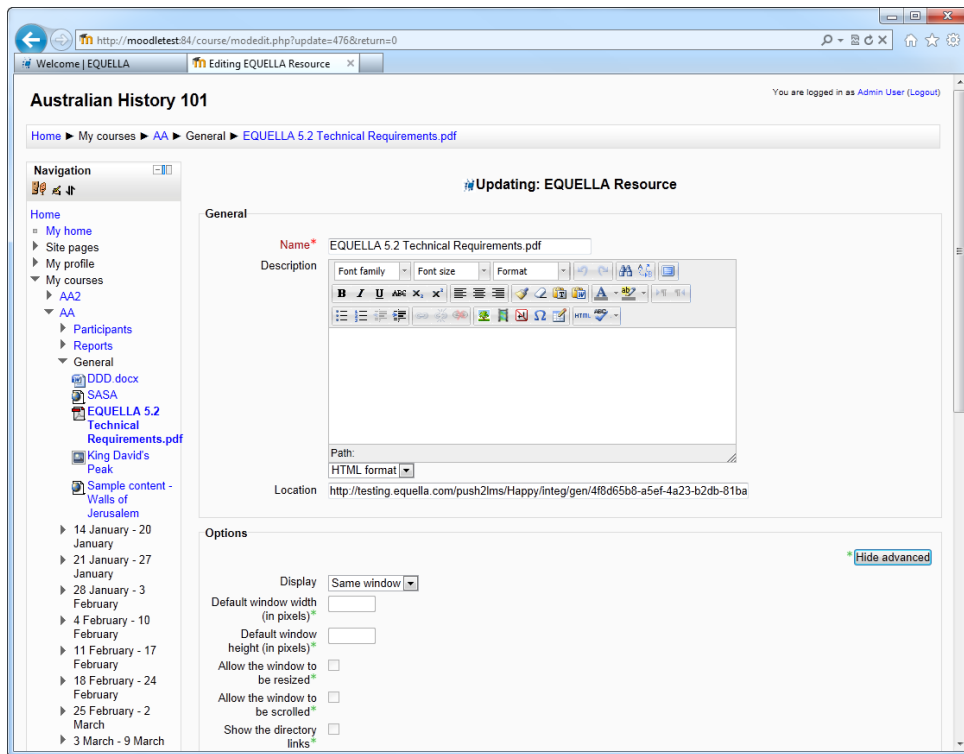 http://moodletest:84/course/modedit.php?update=476&return=0
Welcome | EQUELLA
Editing EQUELLA Resource
Australian History 101
You are logged in as Admin User (Logout)
Home ► My courses ► AA ► General ► EQUELLA 5.2 Technical Requirements.pdf
Navigation
Home
My home
Site pages
My profile
My courses
AA2
AA
Participants
Reports
General
DDD.docx
SASA
EQUELLA 5.2
Technical
Requirements.pdf
King David's
Peak
Sample content -
Walls of
Jerusalem
14 January - 20
January
21 January - 27
January
28 January - 3
February
4 February - 10
February
11 February - 17
February
18 February - 24
February
25 February - 2
March
3 March - 9 March
Updating: EQUELLA Resource
General
Name* EQUELLA 5.2 Technical Requirements.pdf
Description
Font family Font size Format
B I U ABC X₂ X² A ab
Ω HTML ABC
Path:
HTML format
Location http://testing.equella.com/push2lms/Happy/integ/gen/4f8d65b8-a5ef-4a23-b2db-81ba
Options
* Hide advanced
Display Same window
Default window width
(in pixels)*
Default window
height (in pixels)*
Allow the window to
be resized*
Allow the window to
be scrolled*
Show the directory
links*